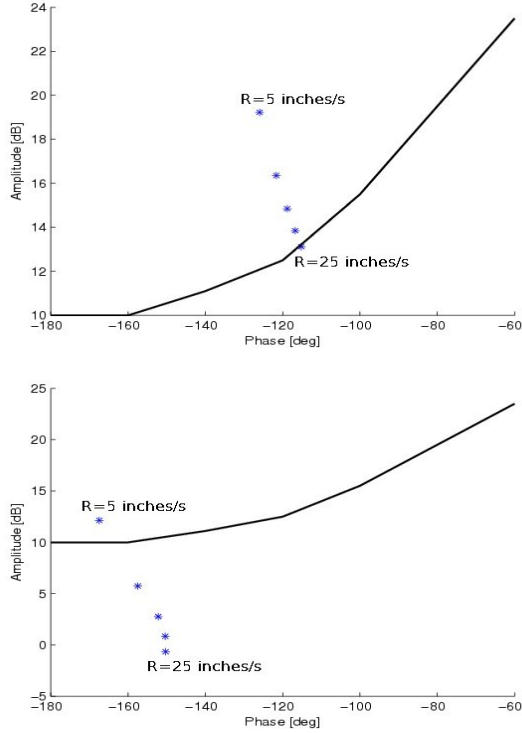 24
22
20
18
16
14
12
10
Amplitude [dB]
R=5 inches/s
R=25 inches/s
−180 −160 −140 −120 −100 −80 −60
Phase [deg]
25
20
15
10
5
0
−5
Amplitude [dB]
R=5 inches/s
R=25 inches/s
−180 −160 −140 −120 −100 −80 −60
Phase [deg]